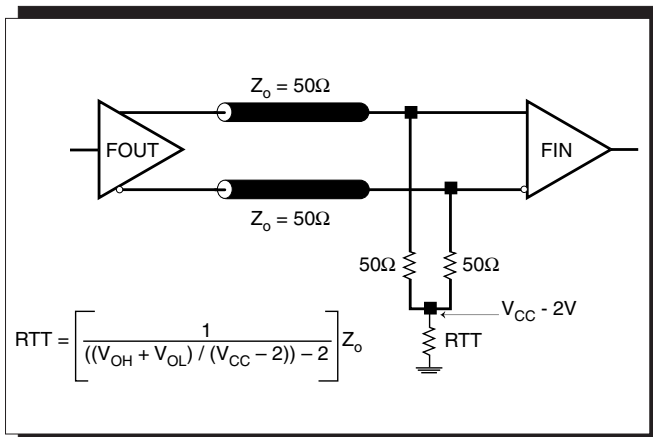 Zo = 50Ω
FOUT
FIN
Zo = 50Ω
50Ω
50Ω
VCC - 2V
RTT
RTT = [1 / ((VOH + VOL) / (VCC – 2)) – 2] Zo